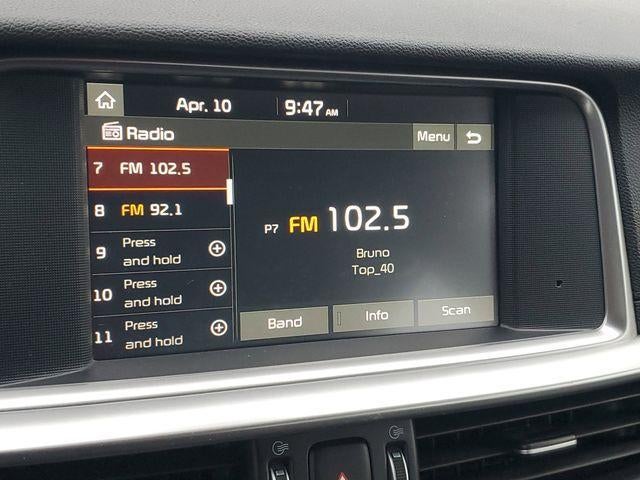 Apr. 10 9:47 AM
Radio Menu
7 FM 102.5
8 FM 92.1
9 Press and hold
10 Press and hold
11 Press and hold
P7 FM 102.5
Bruno
Top_40
Band Info Scan